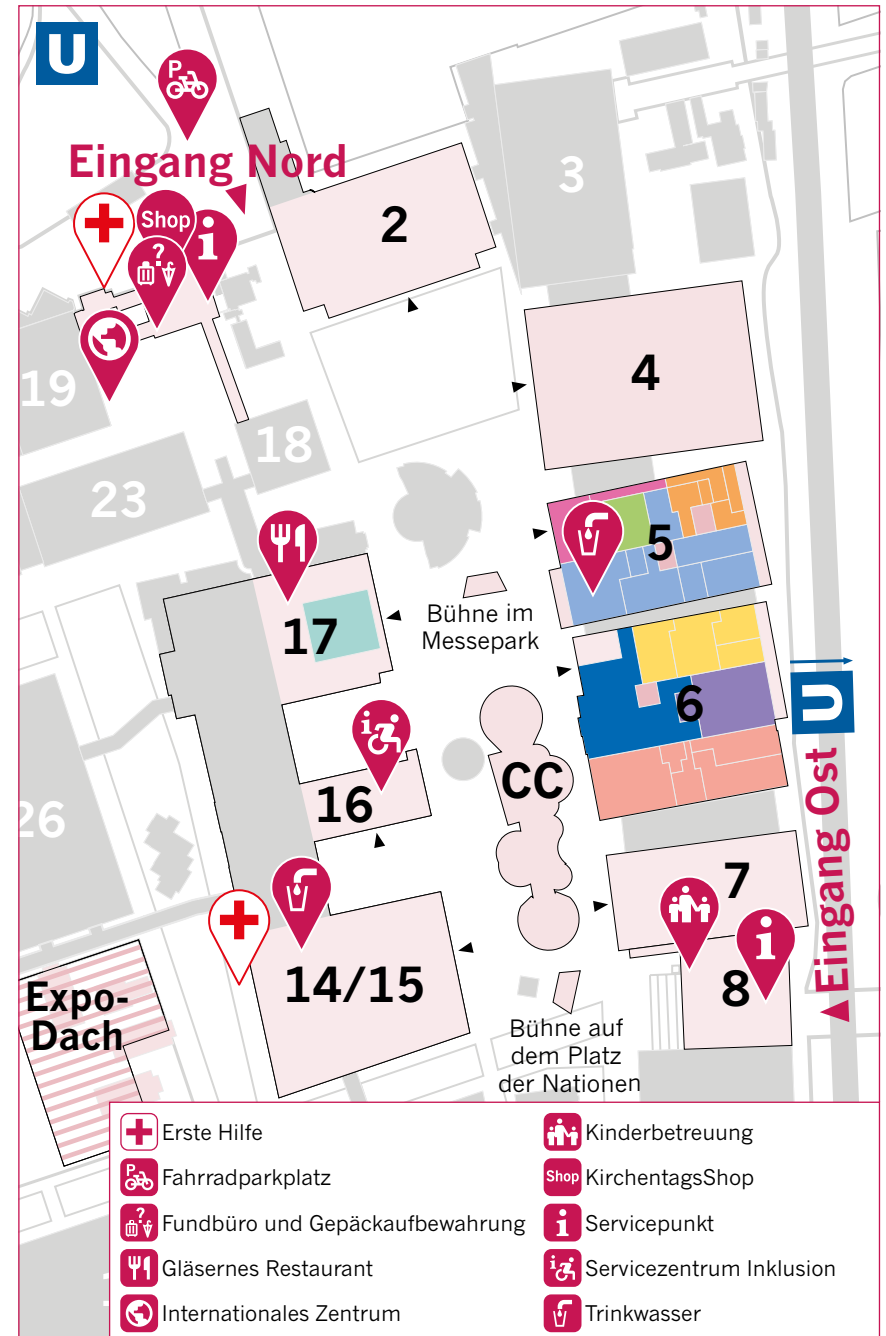 U
P
Eingang Nord
3
2
Shop
?
i
4
19
18
23
5
Bühne im
Messepark
17
6
U
i
CC
16
26
Eingang Ost
7
i
14/15
8
Expo-
Dach
Bühne auf
dem Platz
der Nationen
Erste Hilfe
P
Fahrradparkplatz
?
Fundbüro und Gepäckaufbewahrung
Gläsernes Restaurant
Internationales Zentrum
Kinderbetreuung
Shop
KirchentagsShop
i
Servicepunkt
i
Servicezentrum Inklusion
Trinkwasser